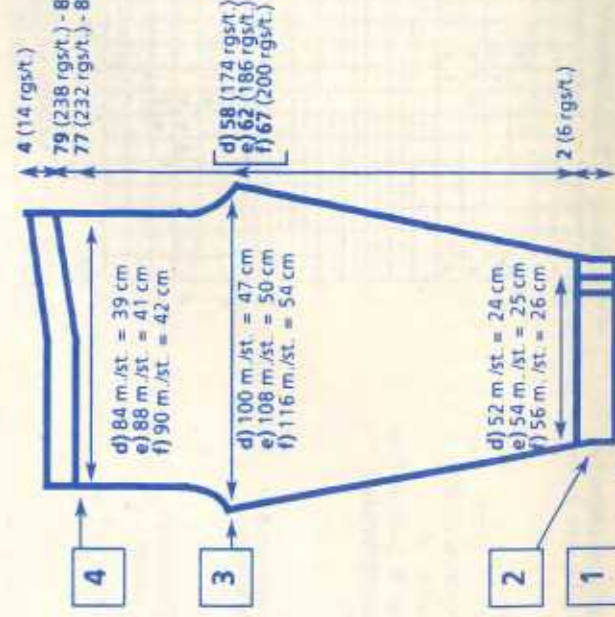 4 (14 rgs/t.)
79 (238 rgs/t.) - 8
77 (232 rgs/t.) - 8
d) 84 m./st. = 39 cm
e) 88 m./st. = 41 cm
f) 90 m./st. = 42 cm
4
d) 58 (174 rgs/t.)
e) 62 (186 rgs/t.)
f) 67 (200 rgs/t.)
d) 100 m./st. = 47 cm
e) 108 m./st. = 50 cm
f) 116 m./st. = 54 cm
3
2 (6 rgs/t.)
d) 52 m./st. = 24 cm
e) 54 m./st. = 25 cm
f) 56 m./st. = 26 cm
2
1